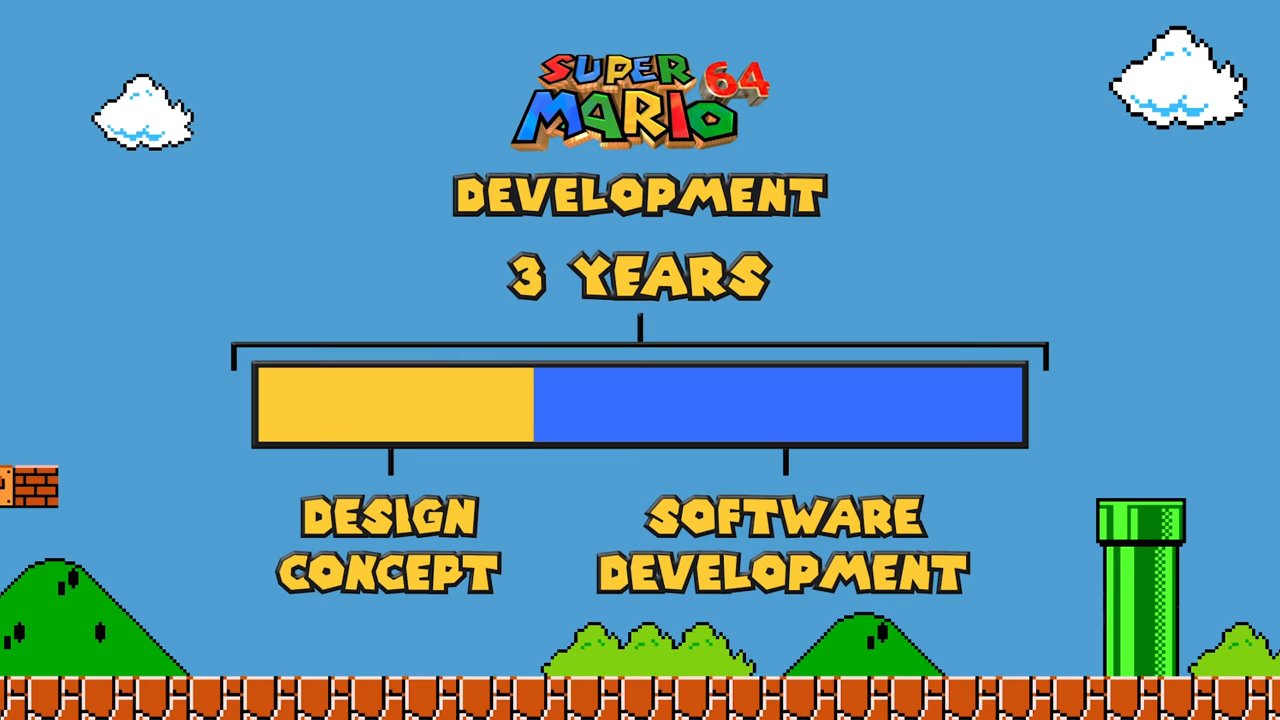 SUPER
MARIO 64
DEVELOPMENT
3 YEARS
DESIGN
CONCEPT
SOFTWARE
DEVELOPMENT